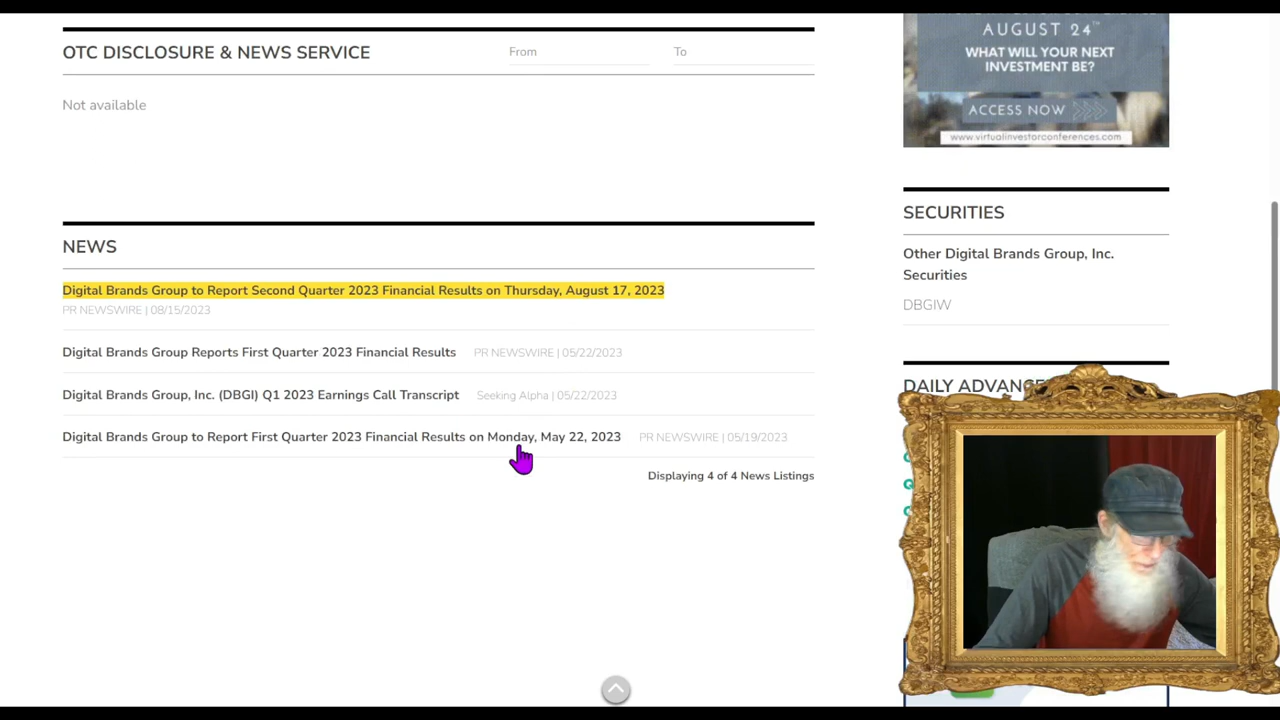 OTC DISCLOSURE & NEWS SERVICE
From
To
Not available
NEWS
Digital Brands Group to Report Second Quarter 2023 Financial Results on Thursday, August 17, 2023
PR NEWSWIRE | 08/15/2023
Digital Brands Group Reports First Quarter 2023 Financial Results PR NEWSWIRE | 05/22/2023
Digital Brands Group, Inc. (DBGI) Q1 2023 Earnings Call Transcript Seeking Alpha | 05/22/2023
Digital Brands Group to Report First Quarter 2023 Financial Results on Monday, May 22, 2023 PR NEWSWIRE | 05/19/2023
Displaying 4 of 4 News Listings
AUGUST 24TH
WHAT WILL YOUR NEXT
INVESTMENT BE?
ACCESS NOW
www.virtualinvestorconferences.com
SECURITIES
Other Digital Brands Group, Inc.
Securities
DBGIW
DAILY